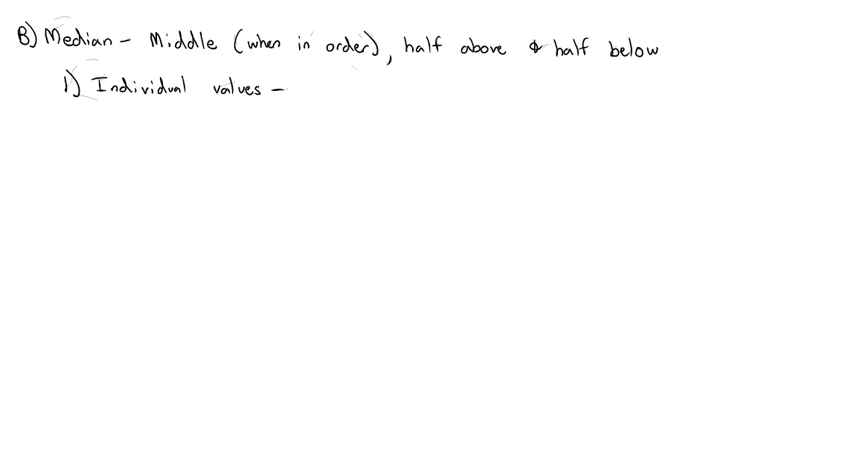 B) Median - Middle (when in order), half above & half below
1) Individual values -